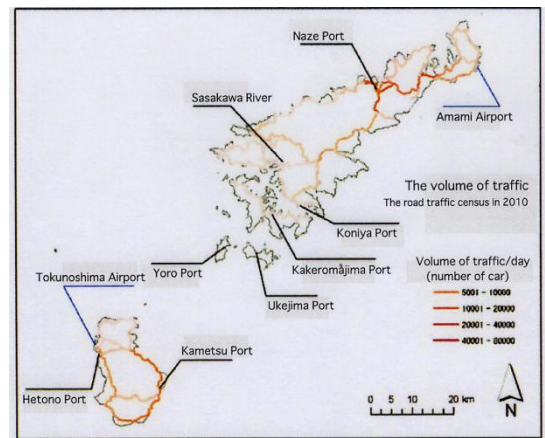 Naze Port
Sasakawa River
Amami Airport
The volume of traffic
The road traffic census in 2010
Koniya Port
Yoro Port
Kakeromåjima Port
Tokunoshima Airport
Ukejima Port
Volume of traffic/day
(number of car)
5001 - 10000
10001 - 20000
20001 - 40000
40001 - 80000
Kametsu Port
Hetono Port
0 10 20 km
N